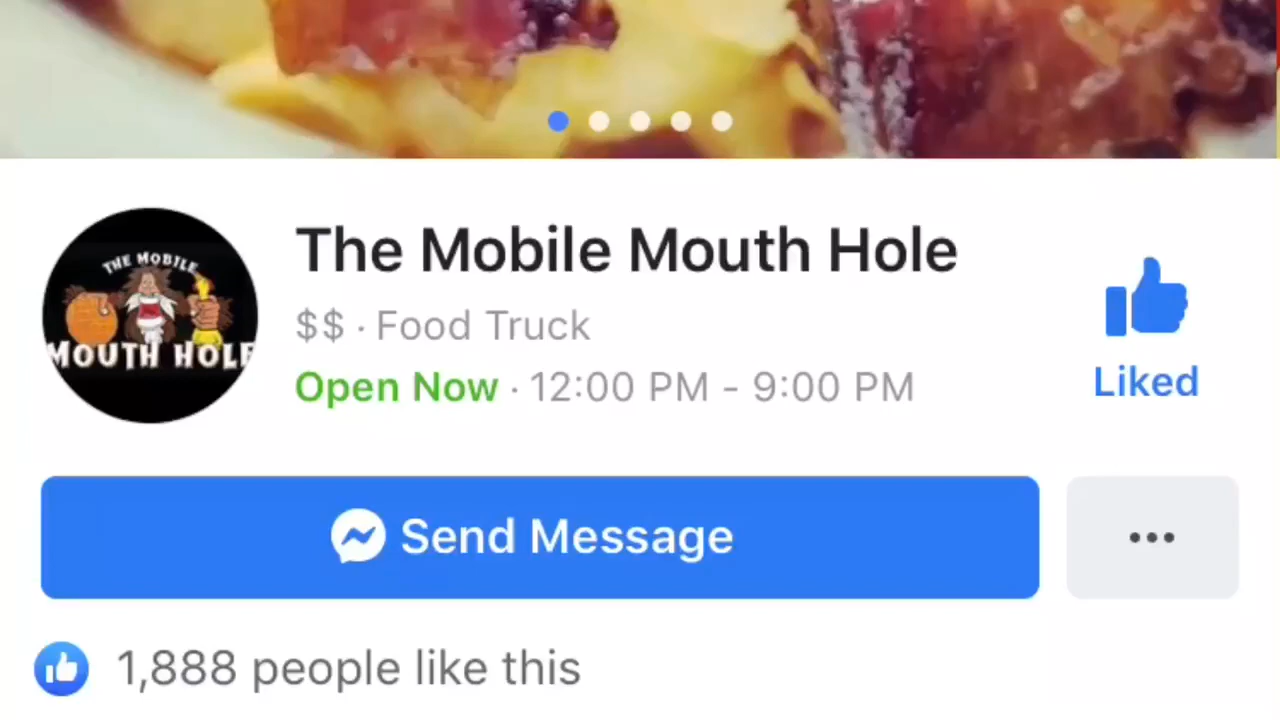 THE MOBILE
MOUTH HOLE
The Mobile Mouth Hole
$$ · Food Truck
Open Now · 12:00 PM - 9:00 PM
Liked
Send Message
1,888 people like this